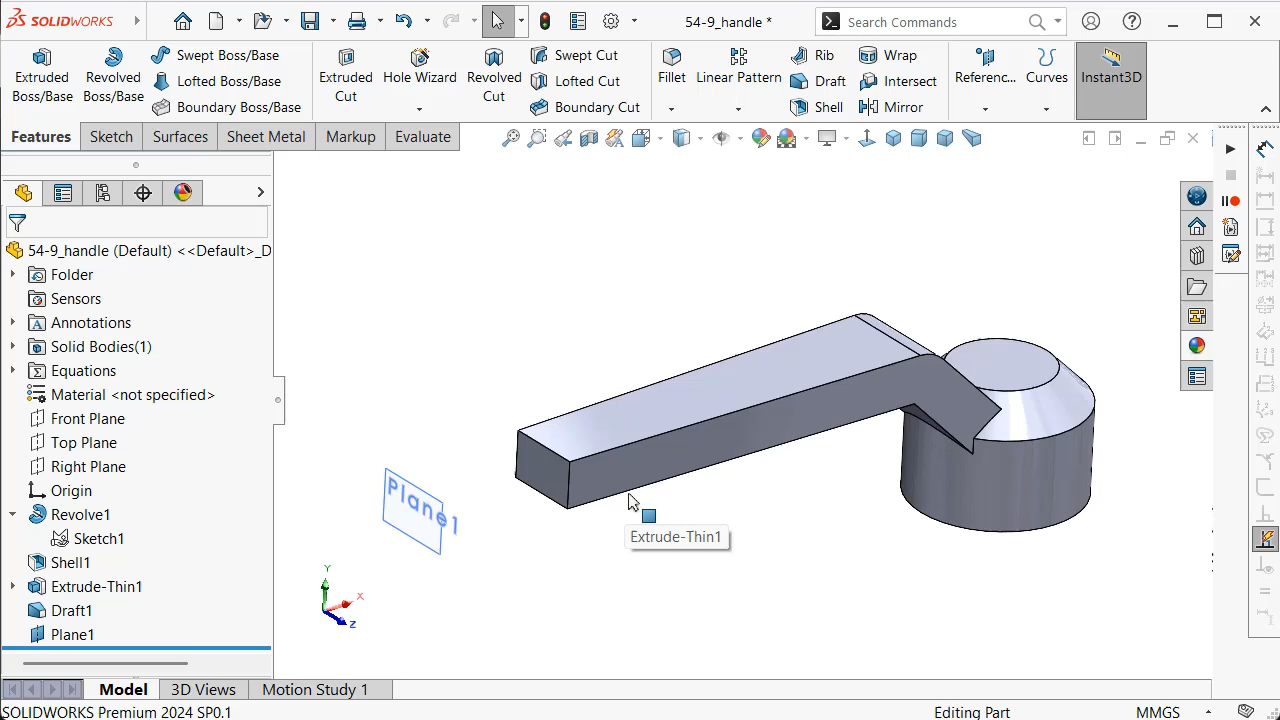 SOLIDWORKS
54-9_handle *
Search Commands
Extruded Boss/Base
Revolved Boss/Base
Swept Boss/Base
Lofted Boss/Base
Boundary Boss/Base
Extruded Cut
Hole Wizard
Revolved Cut
Swept Cut
Lofted Cut
Boundary Cut
Fillet
Linear Pattern
Rib
Draft
Shell
Wrap
Intersect
Mirror
Referenc...
Curves
Instant3D
Features
Sketch
Surfaces
Sheet Metal
Markup
Evaluate
54-9_handle (Default) <<Default>_D
Folder
Sensors
Annotations
Solid Bodies(1)
Equations
Material <not specified>
Front Plane
Top Plane
Right Plane
Origin
Revolve1
Sketch1
Shell1
Extrude-Thin1
Draft1
Plane1
Plane1
Extrude-Thin1
Y
X
Z
Model
3D Views
Motion Study 1
SOLIDWORKS Premium 2024 SP0.1
Editing Part
MMGS